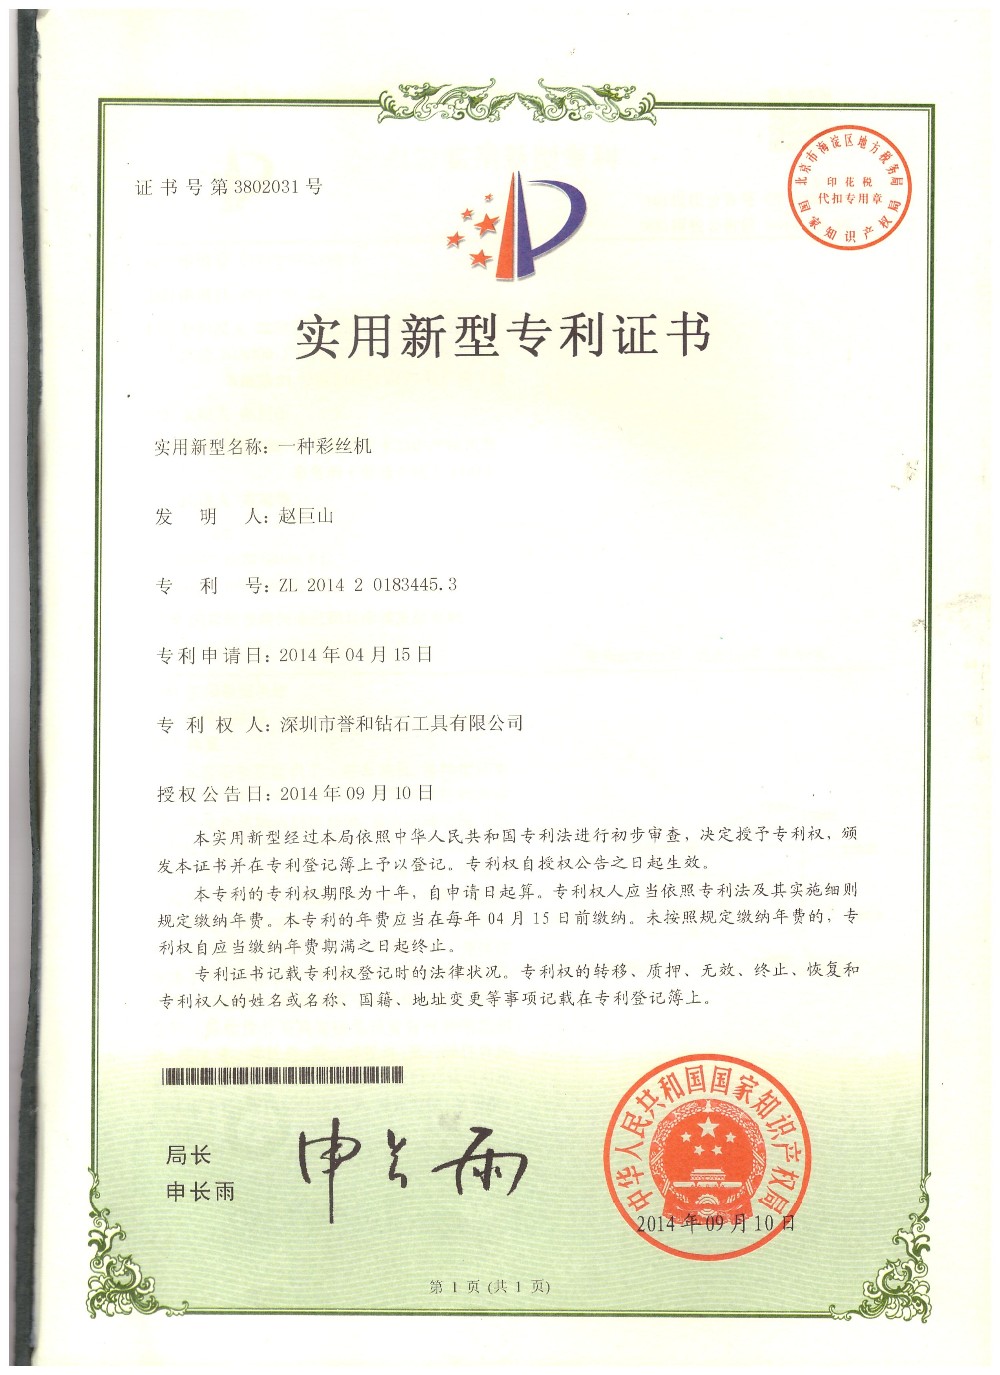 证书号第3802031号
北京市海淀区地方税务局
印花税
代扣专用章
国家知识产权局
实用新型专利证书
实用新型名称：一种彩丝机
发明人：赵巨山
专利号：ZL 2014 2 0183445.3
专利申请日：2014年04月15日
专利权人：深圳市誉和钻石工具有限公司
授权公告日：2014年09月10日
本实用新型经过本局依照中华人民共和国专利法进行初步审查，决定授予专利权，颁
发本证书并在专利登记簿上予以登记。专利权自授权公告之日起生效。
本专利的专利权期限为十年，自申请日起算。专利权人应当依照专利法及其实施细则
规定缴纳年费。本专利的年费应当在每年04月15日前缴纳。未按照规定缴纳年费的，专
利权自应当缴纳年费期满之日起终止。
专利证书记载专利权登记时的法律状况。专利权的转移、质押、无效、终止、恢复和
专利权人的姓名或名称、国籍、地址变更等事项记载在专利登记簿上。
局长
申长雨
申长雨
中华人民共和国国家知识产权局
2014年09月10日
第1页(共1页)